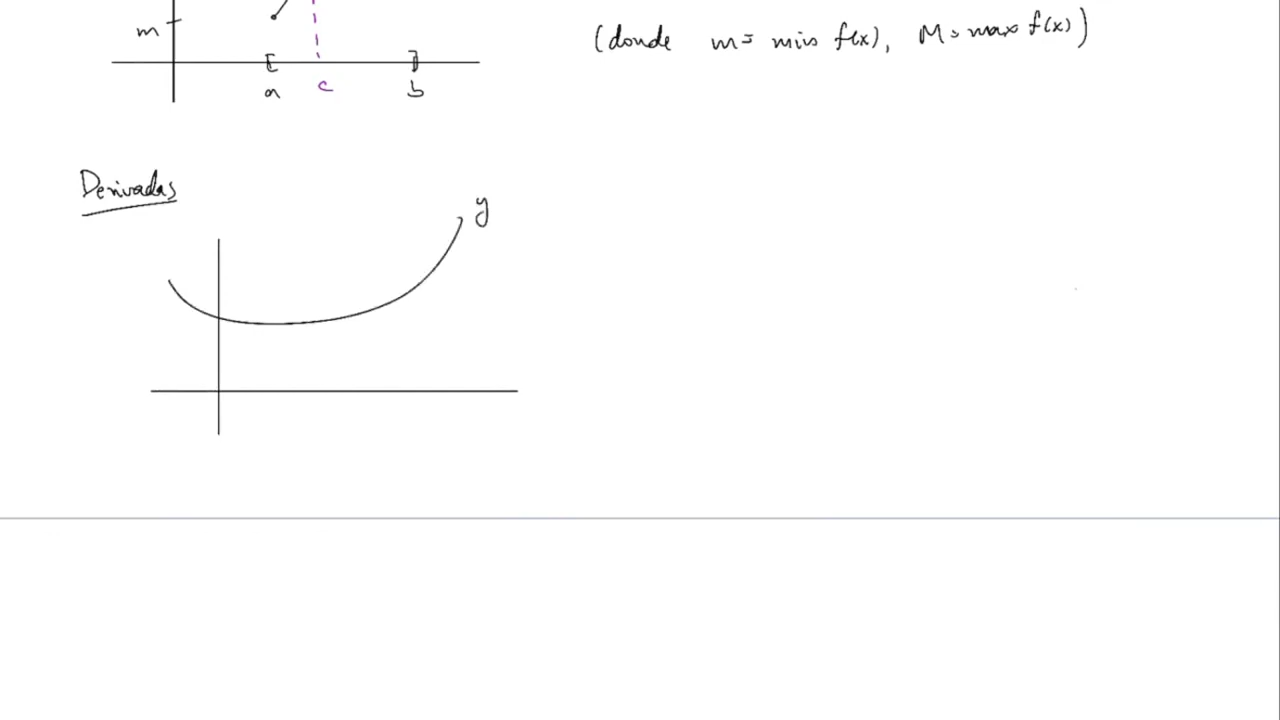 m
(donde m= min f(x), M= max f(x))
a c b
Derivadas
y